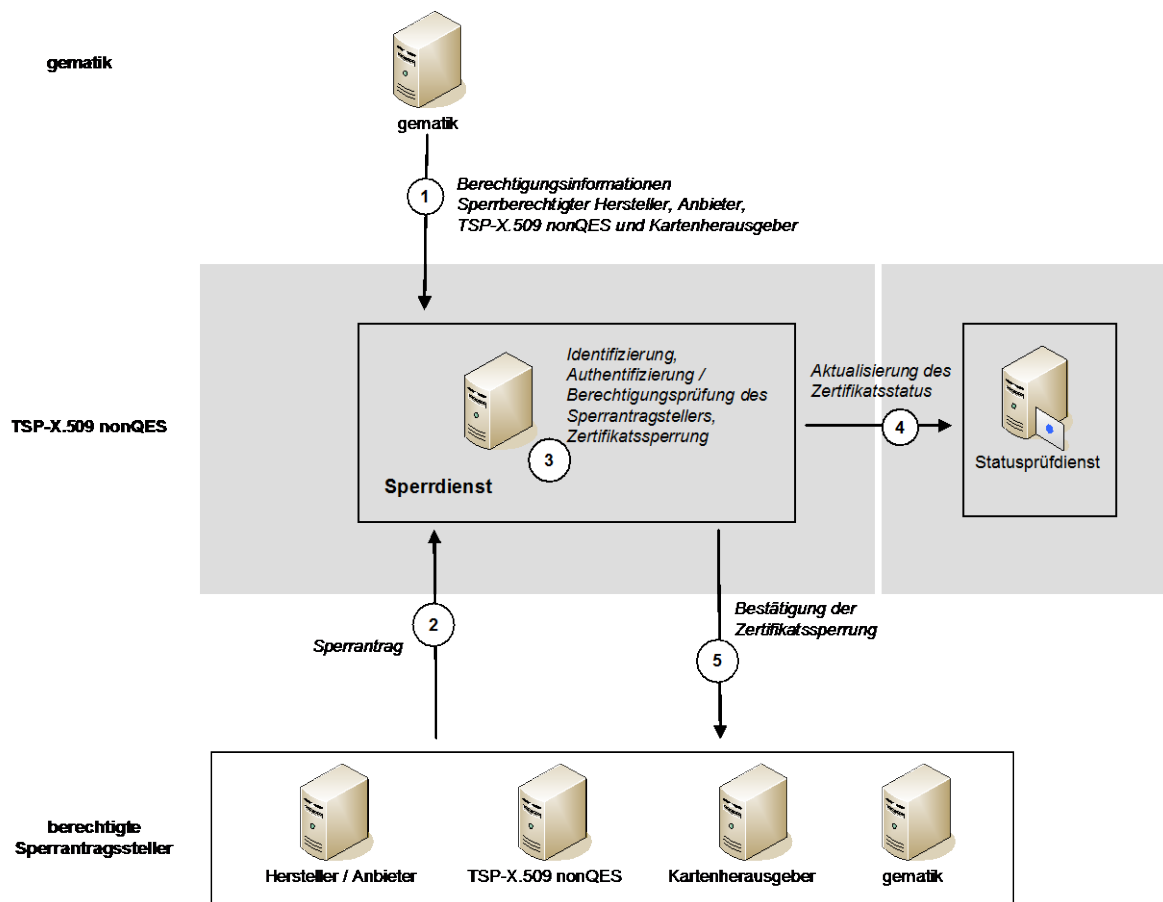 gematik
gematik
1
Berechtigungsinformationen
Sperrberechtigter Hersteller, Anbieter,
TSP-X.509 nonQES und Kartenherausgeber
TSP-X.509 nonQES
Identifizierung,
Authentifizierung /
Berechtigungsprüfung des
Sperrantragstellers,
Zertifikatssperrung
3
Sperrdienst
Aktualisierung des
Zertifikatsstatus
4
Statusprüfdienst
2
Sperrantrag
Bestätigung der
Zertifikatssperrung
5
berechtigte
Sperrantragssteller
Hersteller / Anbieter
TSP-X.509 nonQES
Kartenherausgeber
gematik